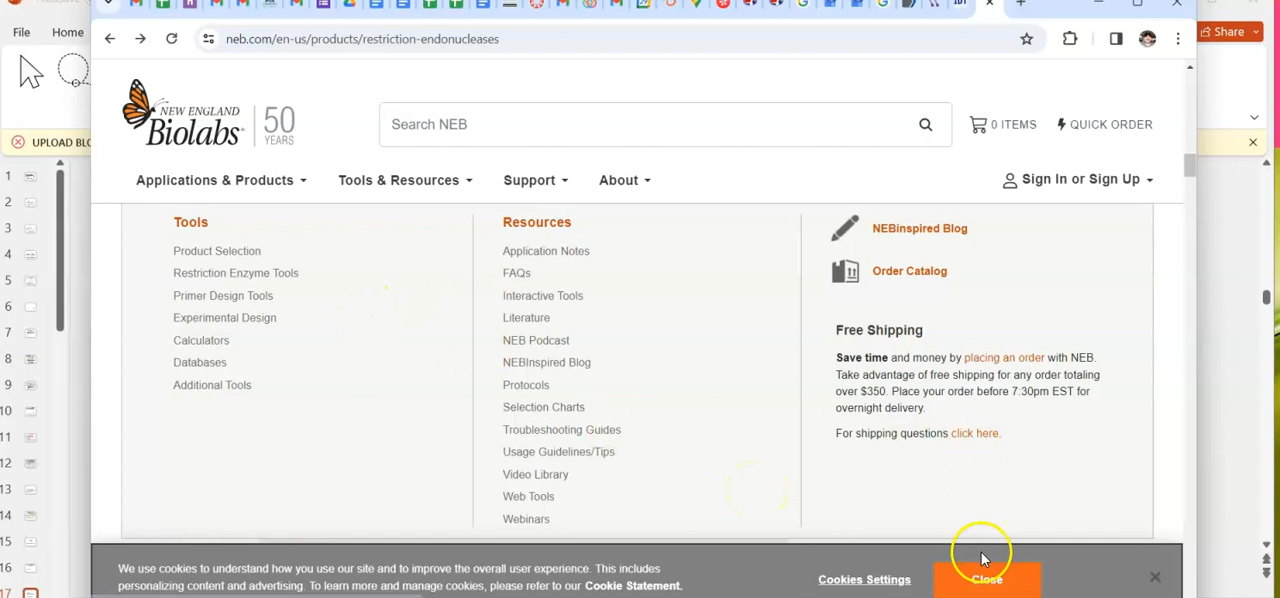 File Home
IDT
Share
neb.com/en-us/products/restriction-endonucleases
UPLOAD BLO
NEW ENGLAND
BioLabs
50
YEARS
Search NEB
0 ITEMS
QUICK ORDER
Applications & Products
Tools & Resources
Support
About
Sign In or Sign Up
Tools
Product Selection
Restriction Enzyme Tools
Primer Design Tools
Experimental Design
Calculators
Databases
Additional Tools
Resources
Application Notes
FAQs
Interactive Tools
Literature
NEB Podcast
NEBInspired Blog
Protocols
Selection Charts
Troubleshooting Guides
Usage Guidelines/Tips
Video Library
Web Tools
Webinars
NEBinspired Blog
Order Catalog
Free Shipping
Save time and money by placing an order with NEB.
Take advantage of free shipping for any order totaling
over $350. Place your order before 7:30pm EST for
overnight delivery.
For shipping questions click here.
We use cookies to understand how you use our site and to improve the overall user experience. This includes
personalizing content and advertising. To learn more and manage cookies, please refer to our Cookie Statement.
Cookies Settings
Close
1
2
3
4
5
6
7
8
9
10
11
12
13
14
15
16
17